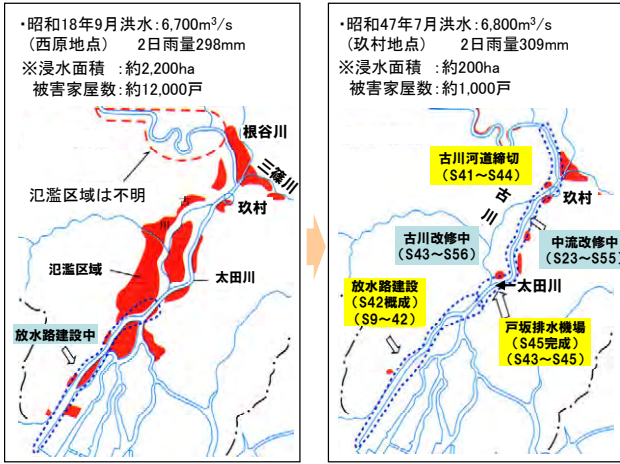 ・昭和18年9月洪水:6,700m³/s
(西原地点) 2日雨量298mm
※浸水面積 :約2,200ha
被害家屋数:約12,000戸
根谷川
三篠川
氾濫区域は不明
古
川
玖村
氾濫区域
太田川
放水路建設中
・昭和47年7月洪水:6,800m³/s
(玖村地点) 2日雨量309mm
※浸水面積 :約200ha
被害家屋数:約1,000戸
古川河道締切
(S41~S44)
古
川
玖村
古川改修中
(S43~S56)
中流改修中
(S23~S55)
太田川
放水路建設
(S42概成)
(S9~42)
戸坂排水機場
(S45完成)
(S43~S45)